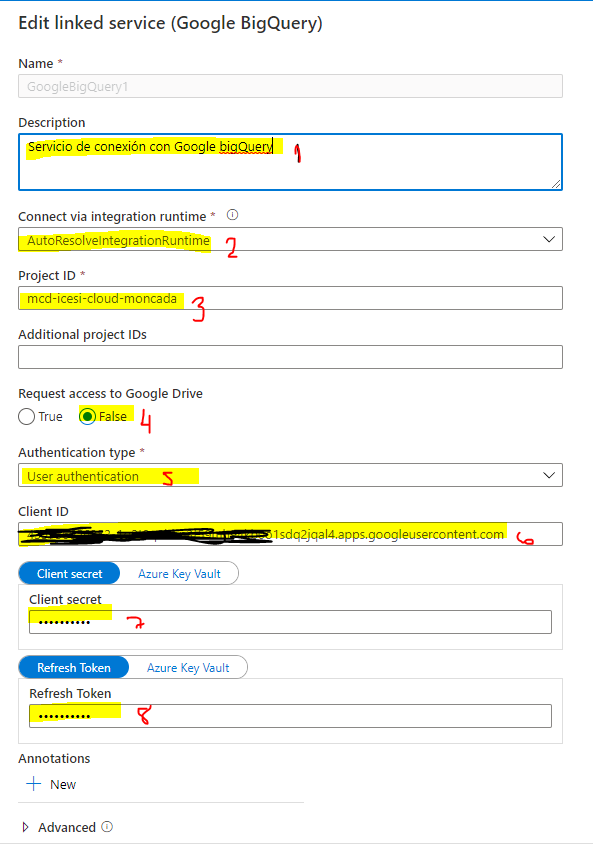 Edit linked service (Google BigQuery)
Name *
GoogleBigQuery1
Description
Servicio de conexión con Google bigQuery 1
Connect via integration runtime *
AutoResolveIntegrationRuntime 2
Project ID *
mcd-icesi-cloud-moncada 3
Additional project IDs
Request access to Google Drive
True False 4
Authentication type *
User authentication 5
Client ID
1sdq2jqal4.apps.googleusercontent.com 6
Client secret Azure Key Vault
Client secret
•••••••••• 7
Refresh Token Azure Key Vault
Refresh Token
•••••••••• 8
Annotations
New
Advanced